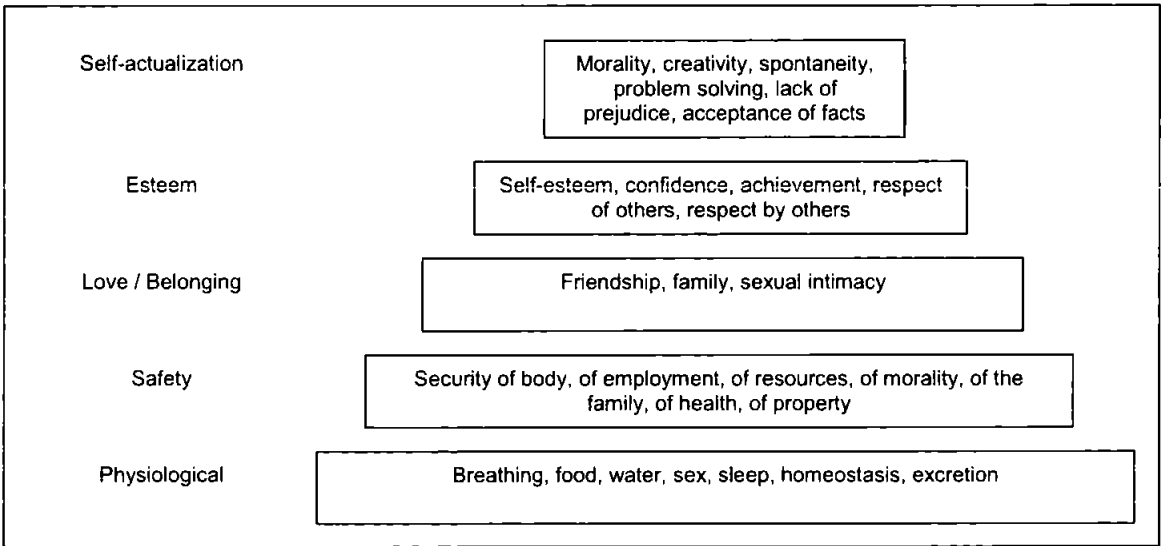 Self-actualization
Morality, creativity, spontaneity,
problem solving, lack of
prejudice, acceptance of facts
Esteem
Self-esteem, confidence, achievement, respect
of others, respect by others
Love / Belonging
Friendship, family, sexual intimacy
Safety
Security of body, of employment, of resources, of morality, of the
family, of health, of property
Physiological
Breathing, food, water, sex, sleep, homeostasis, excretion